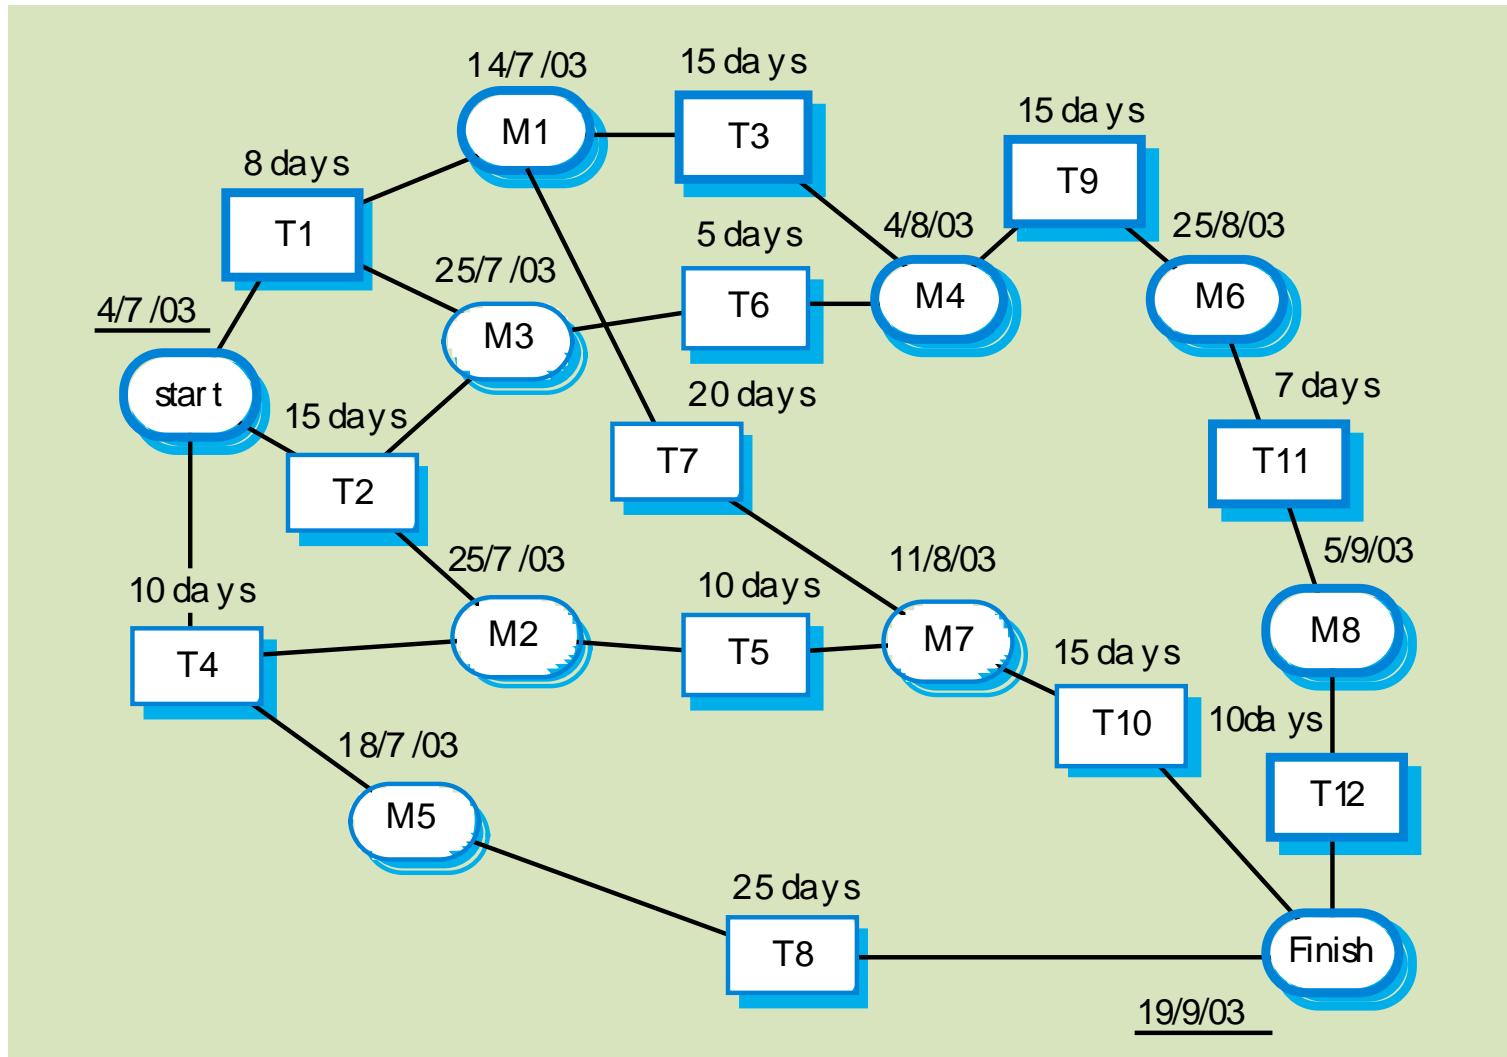 14/7/03
15 days
M1
T3
15 days
8 days
T9
T1
5 days
4/8/03
25/8/03
25/7/03
4/7/03
M3
T6
M4
M6
start
15 days
20 days
7 days
T2
T7
T11
25/7/03
11/8/03
5/9/03
10 days
10 days
M2
M7
M8
T4
T5
15 days
T10
10days
18/7/03
M5
T12
25 days
T8
Finish
19/9/03